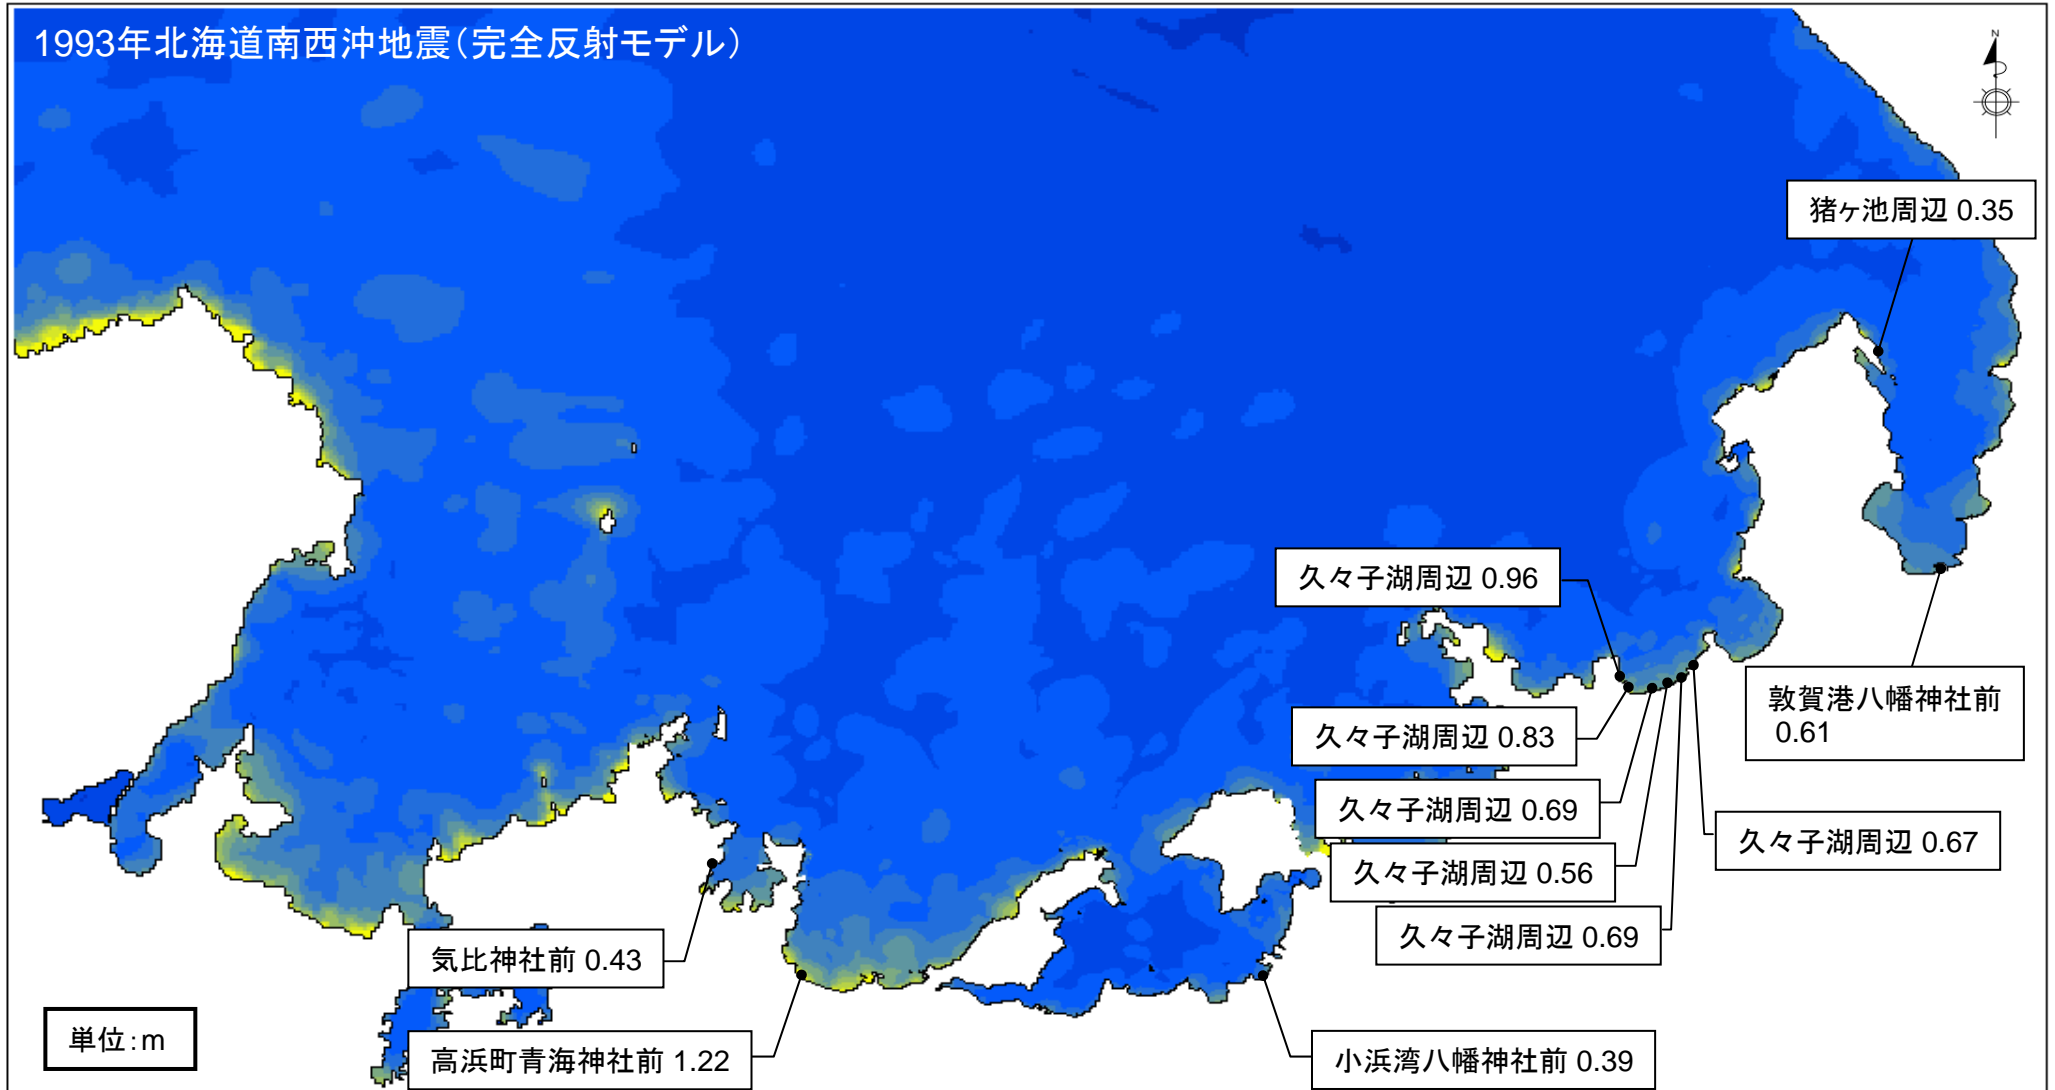 1993年北海道南西沖地震(完全反射モデル)
N
猪ヶ池周辺 0.35
久々子湖周辺 0.96
敦賀港八幡神社前
0.61
久々子湖周辺 0.83
久々子湖周辺 0.69
久々子湖周辺 0.67
久々子湖周辺 0.56
久々子湖周辺 0.69
気比神社前 0.43
単位:m
高浜町青海神社前 1.22
小浜湾八幡神社前 0.39